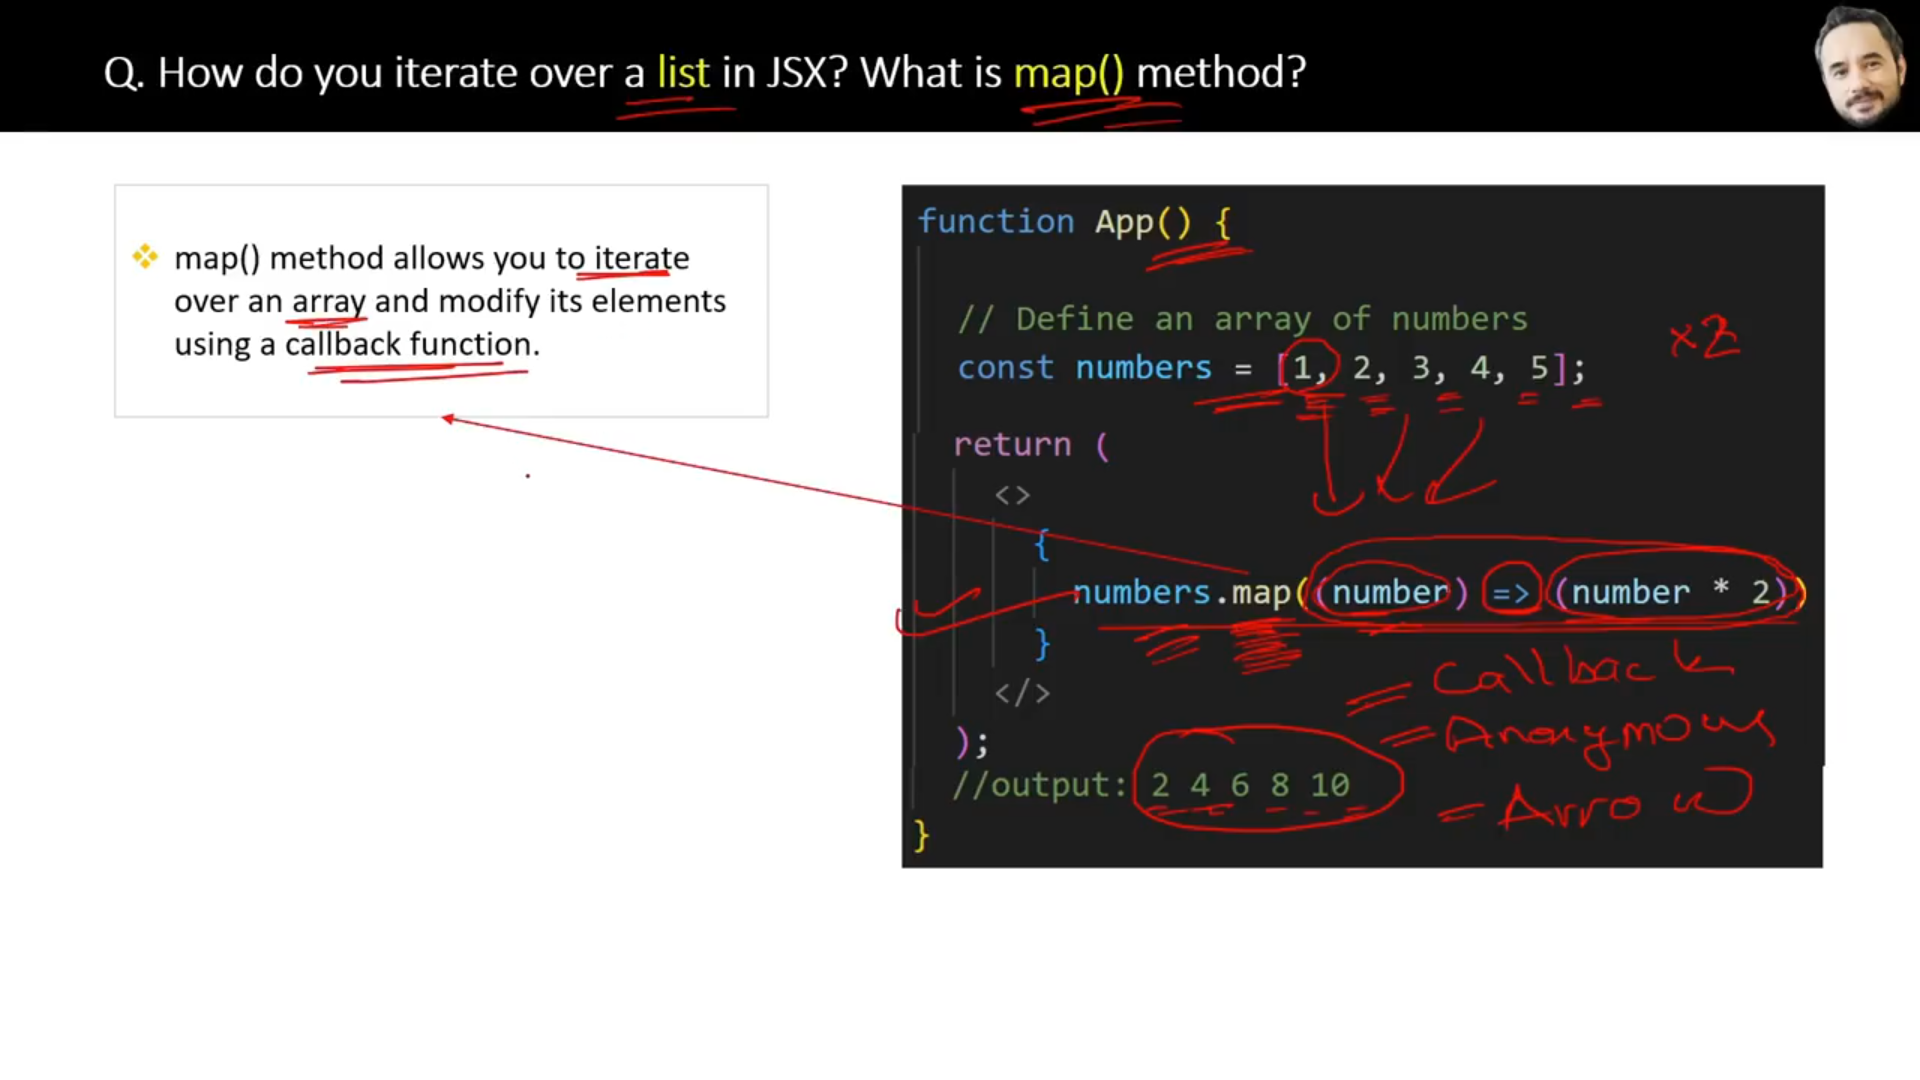 Q. How do you iterate over a list in JSX? What is map() method?
map() method allows you to iterate
over an array and modify its elements
using a callback function.
function App() {
// Define an array of numbers
const numbers = [1, 2, 3, 4, 5];
x2
return (
<>
{
numbers.map((number) => (number * 2))
}
</>
);
//output: 2 4 6 8 10
}
= Callback
= Anonymous
= Arrow